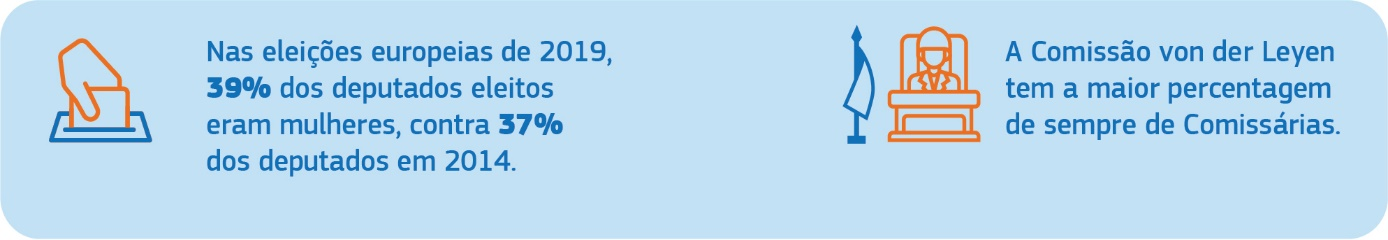 Nas eleições europeias de 2019,
39% dos deputados eleitos
eram mulheres, contra 37%
dos deputados em 2014.
A Comissão von der Leyen
tem a maior percentagem
de sempre de Comissárias.